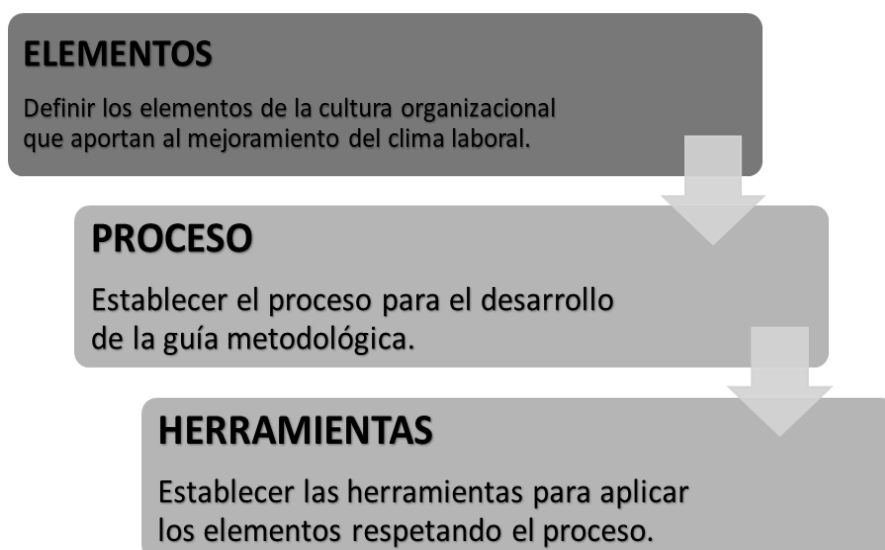 ELEMENTOS
Definir los elementos de la cultura organizacional
que aportan al mejoramiento del clima laboral.
PROCESO
Establecer el proceso para el desarrollo
de la guía metodológica.
HERRAMIENTAS
Establecer las herramientas para aplicar
los elementos respetando el proceso.